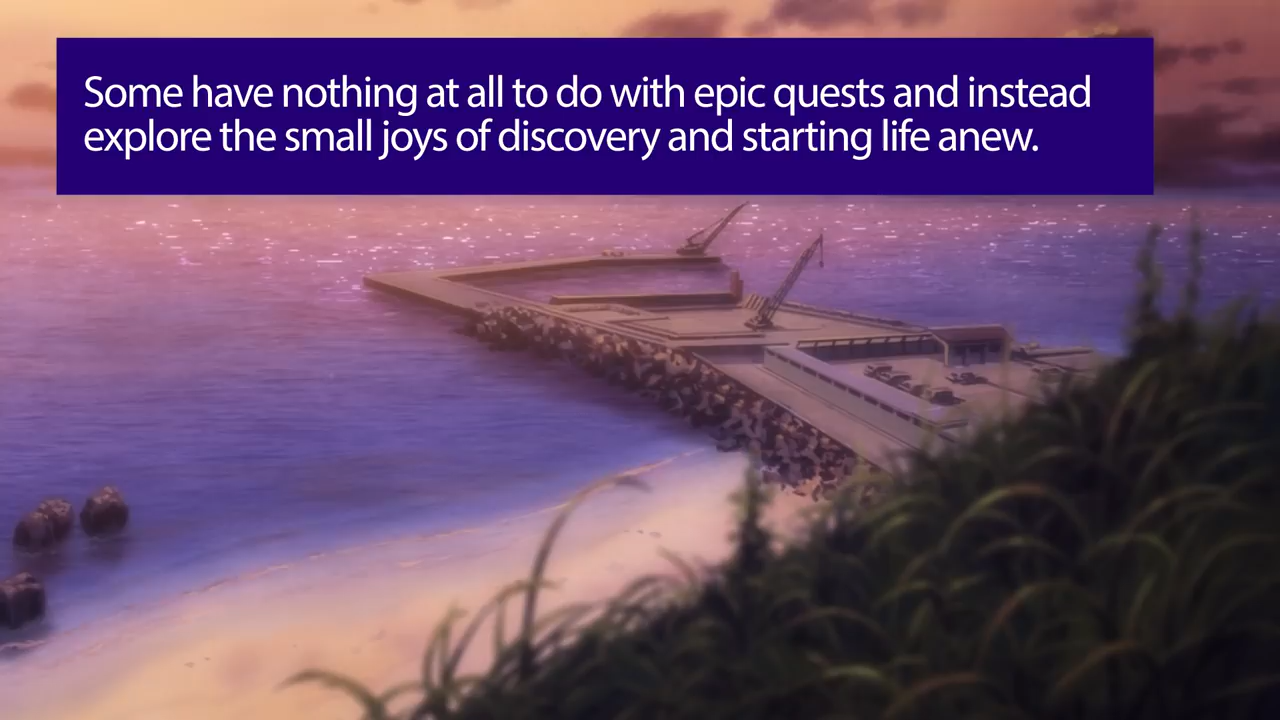 Some have nothing at all to do with epic quests and instead
explore the small joys of discovery and starting life anew.